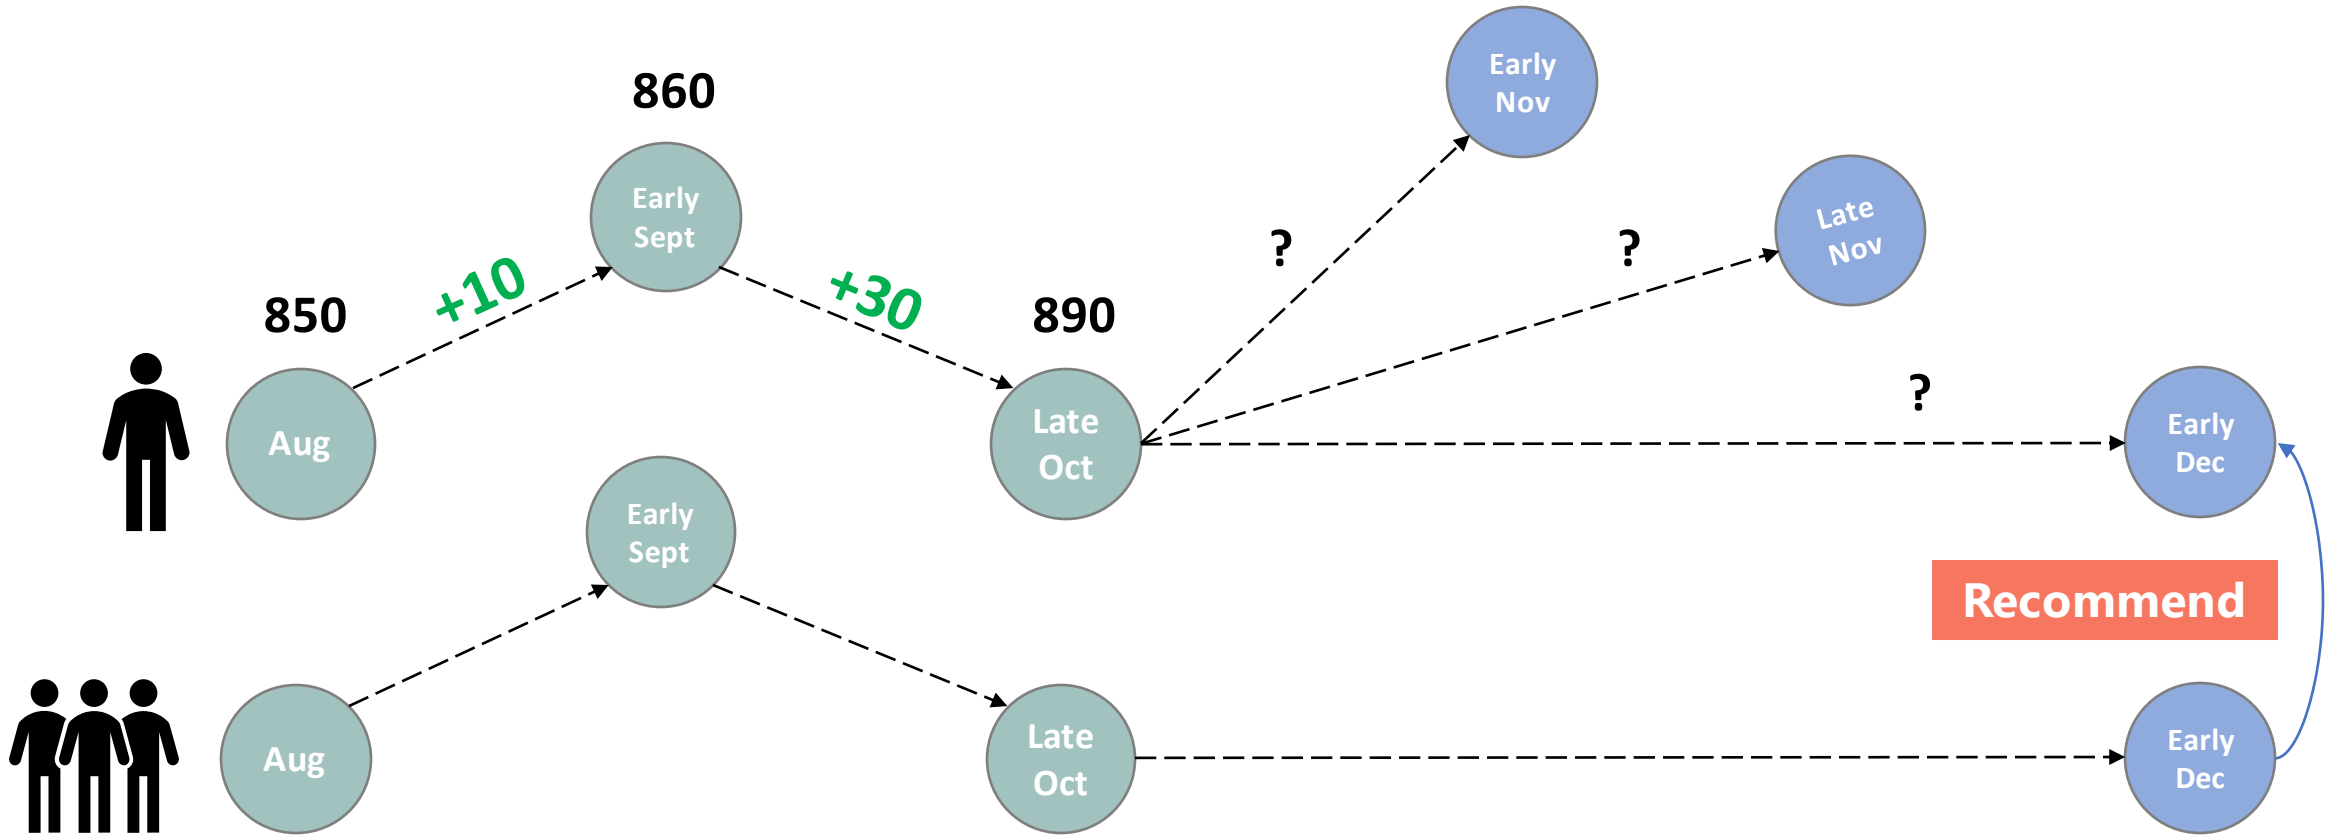 860
850
+10
Early
Sept
+30
890
Aug
Late
Oct
?
?
?
Early
Nov
Late
Nov
Early
Dec
Recommend
Aug
Early
Sept
Late
Oct
Early
Dec